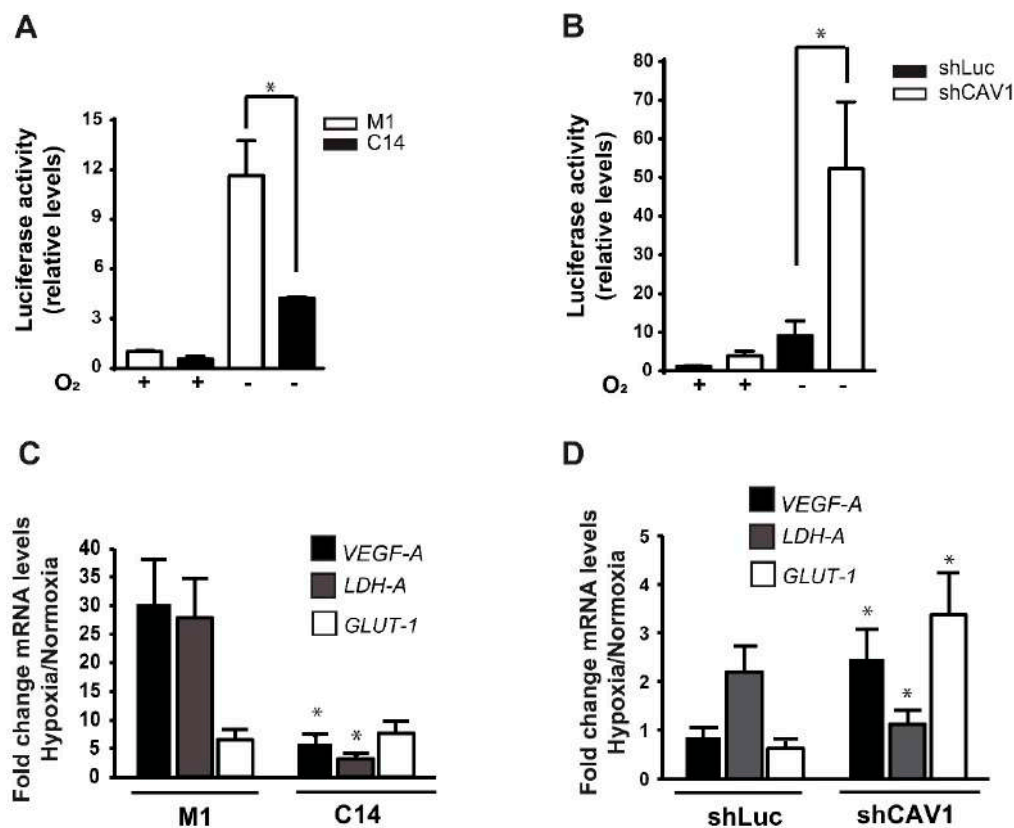 A
*
M1
C14
Luciferase activity
(relative levels)
15
12
9
6
3
0
O₂ + + - -
B
*
shLuc
shCAV1
Luciferase activity
(relative levels)
80
70
60
50
40
30
20
10
0
+ + - -
C
Fold change mRNA levels
Hypoxia/Normoxia
VEGF-A
LDH-A
GLUT-1
40
35
30
25
20
15
10
5
0
* *
M1 C14
D
Fold change mRNA levels
Hypoxia/Normoxia
VEGF-A
LDH-A
GLUT-1
5
4
3
2
1
0
* * *
shLuc shCAV1